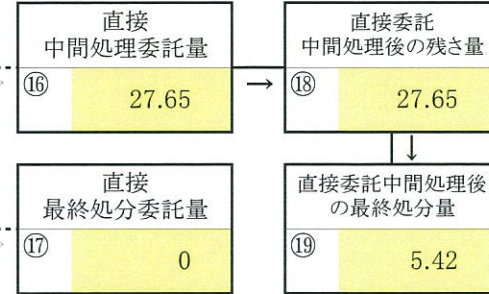 直接
中間処理委託量
⑯
27.65
→
直接委託
中間処理後の残さ量
⑱
27.65
↓
直接
最終処分委託量
⑰
0
直接委託中間処理後
の最終処分量
⑲
5.42